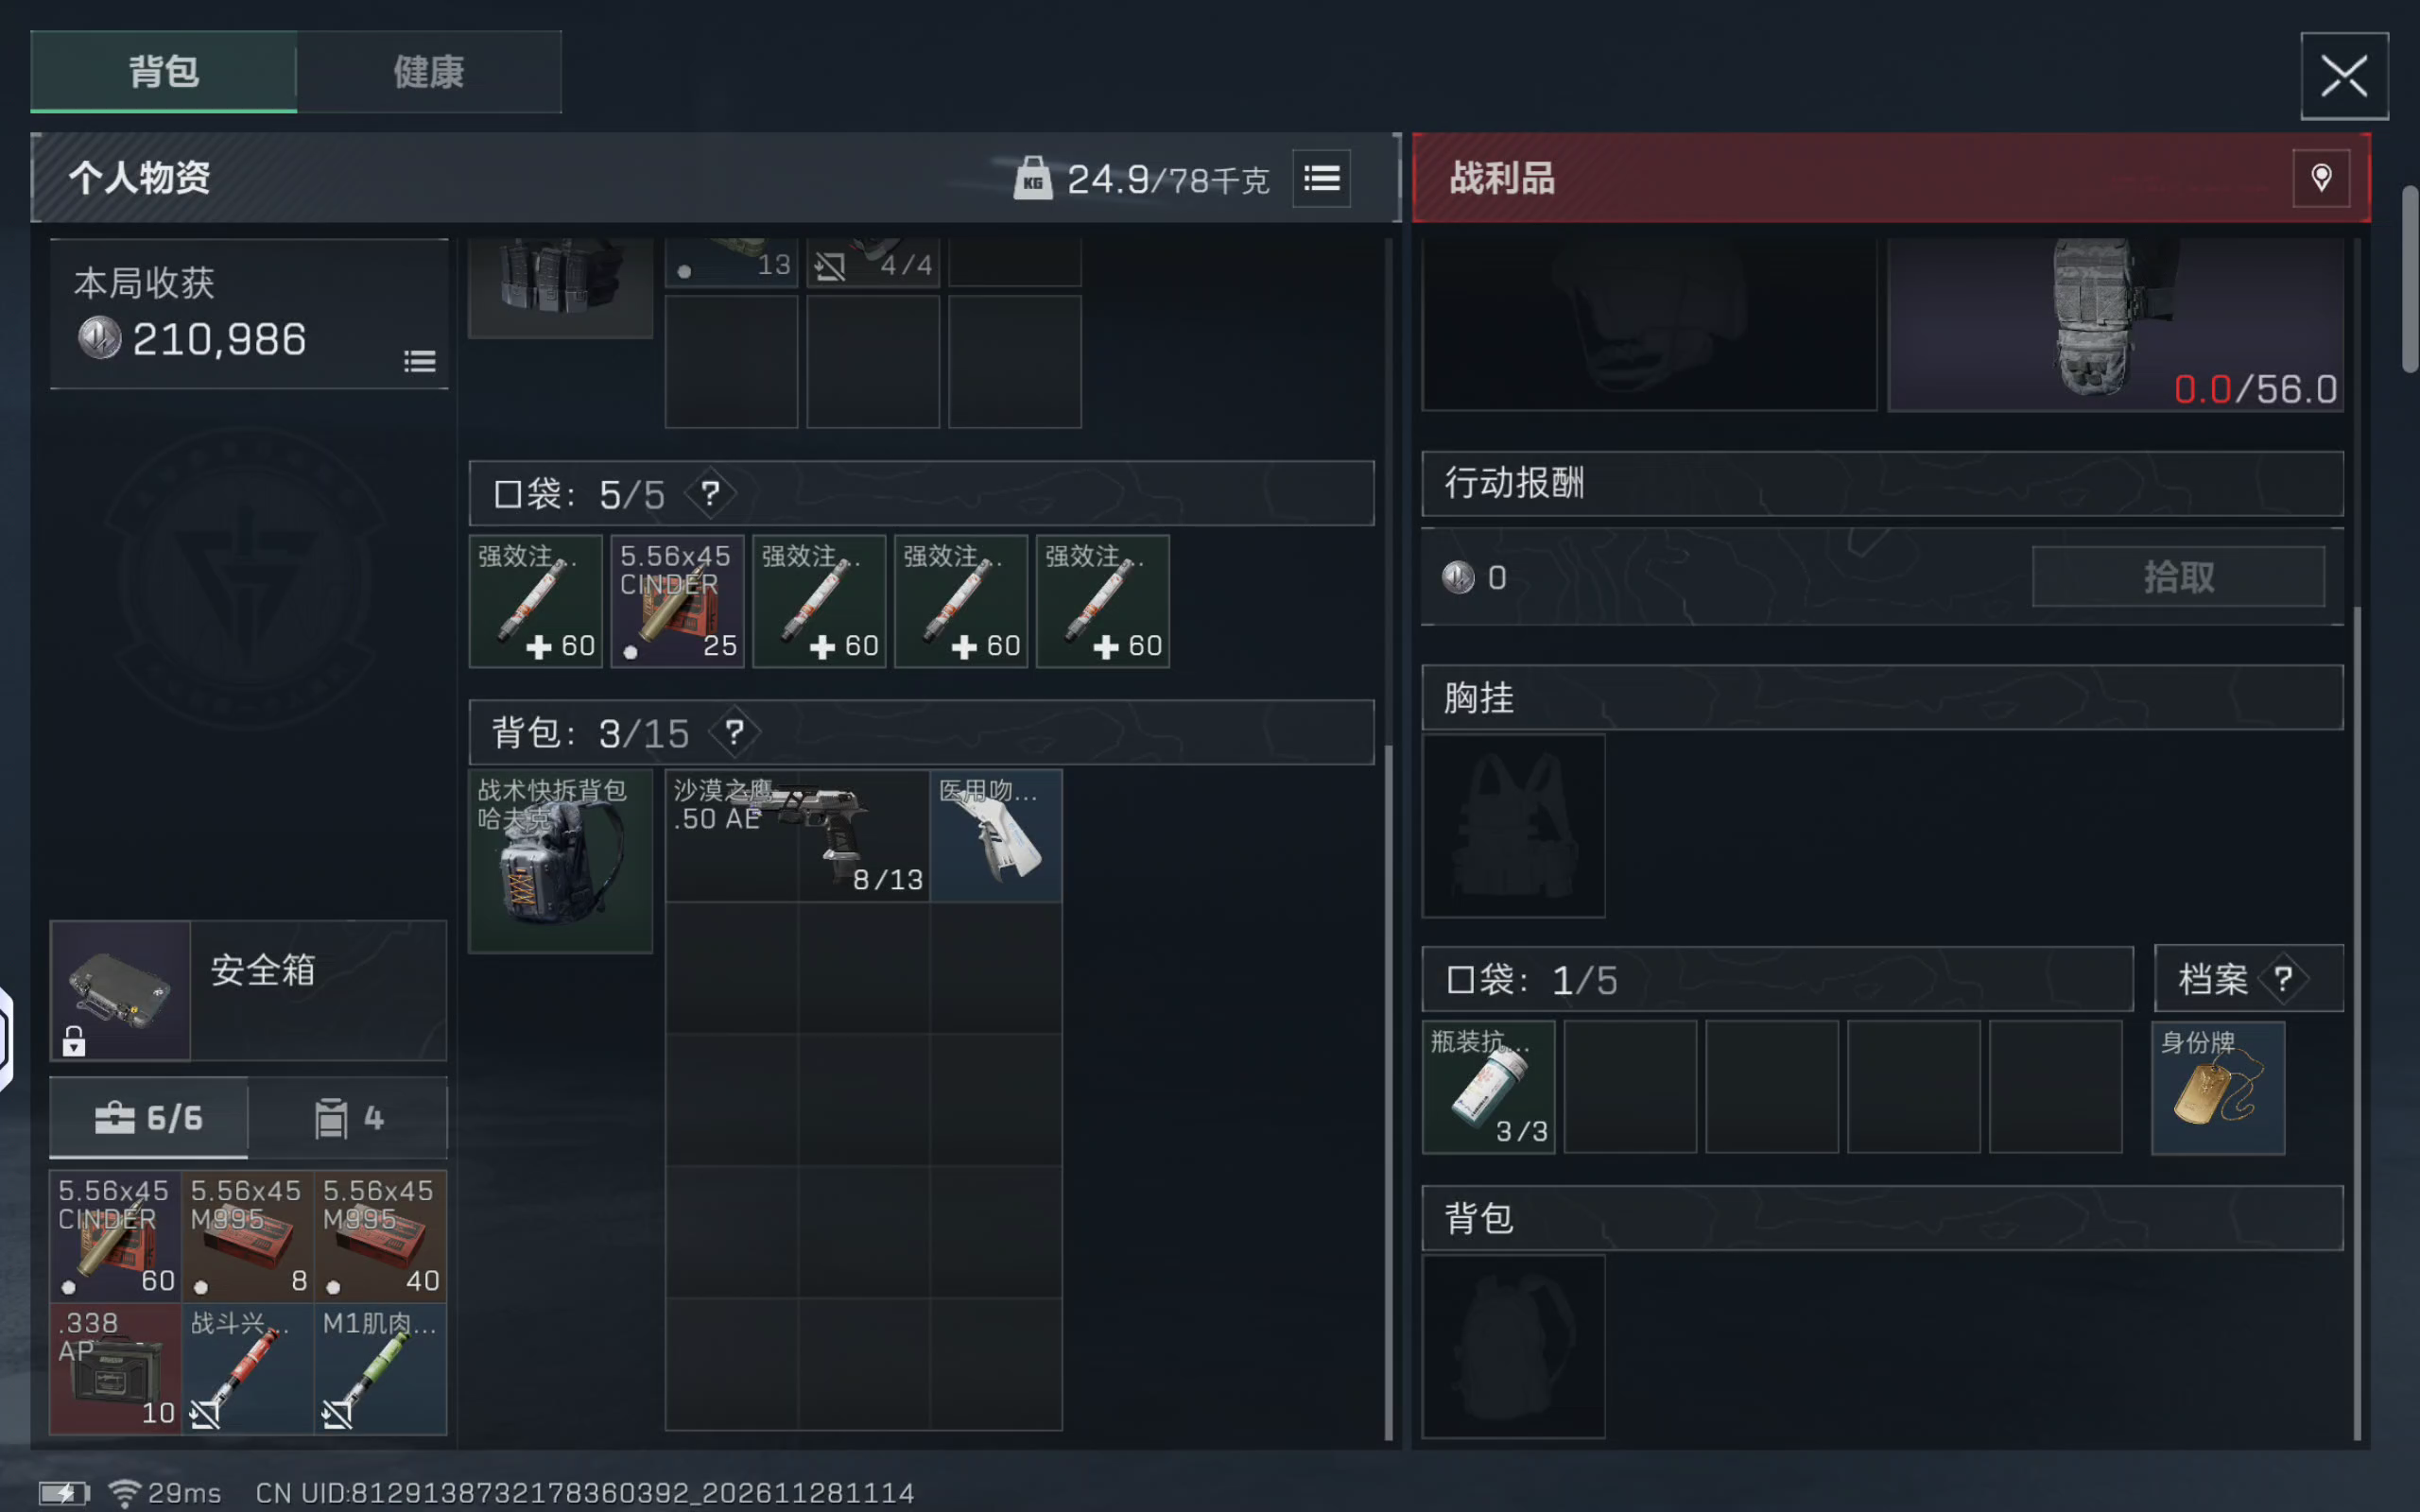 背包
健康
个人物资
KG
24.9/78千克
战利品
本局收获
210,986
13
4/4
0.0/56.0
口袋: 5/5 ?
行动报酬
强效注...
+60
5.56x45
CINDER
25
强效注...
+60
强效注...
+60
强效注...
+60
0
拾取
背包: 3/15 ?
胸挂
战术快拆背包
哈夫克
沙漠之鹰
.50 AE
8/13
医用吻...
安全箱
口袋: 1/5
档案 ?
瓶装抗...
3/3
身份牌
6/6
4
背包
5.56x45
CINDER
60
5.56x45
M995
8
5.56x45
M995
40
.338
AP
10
战斗兴...
M1肌肉...
29ms
CN UID:8129138732178360392_202611281114